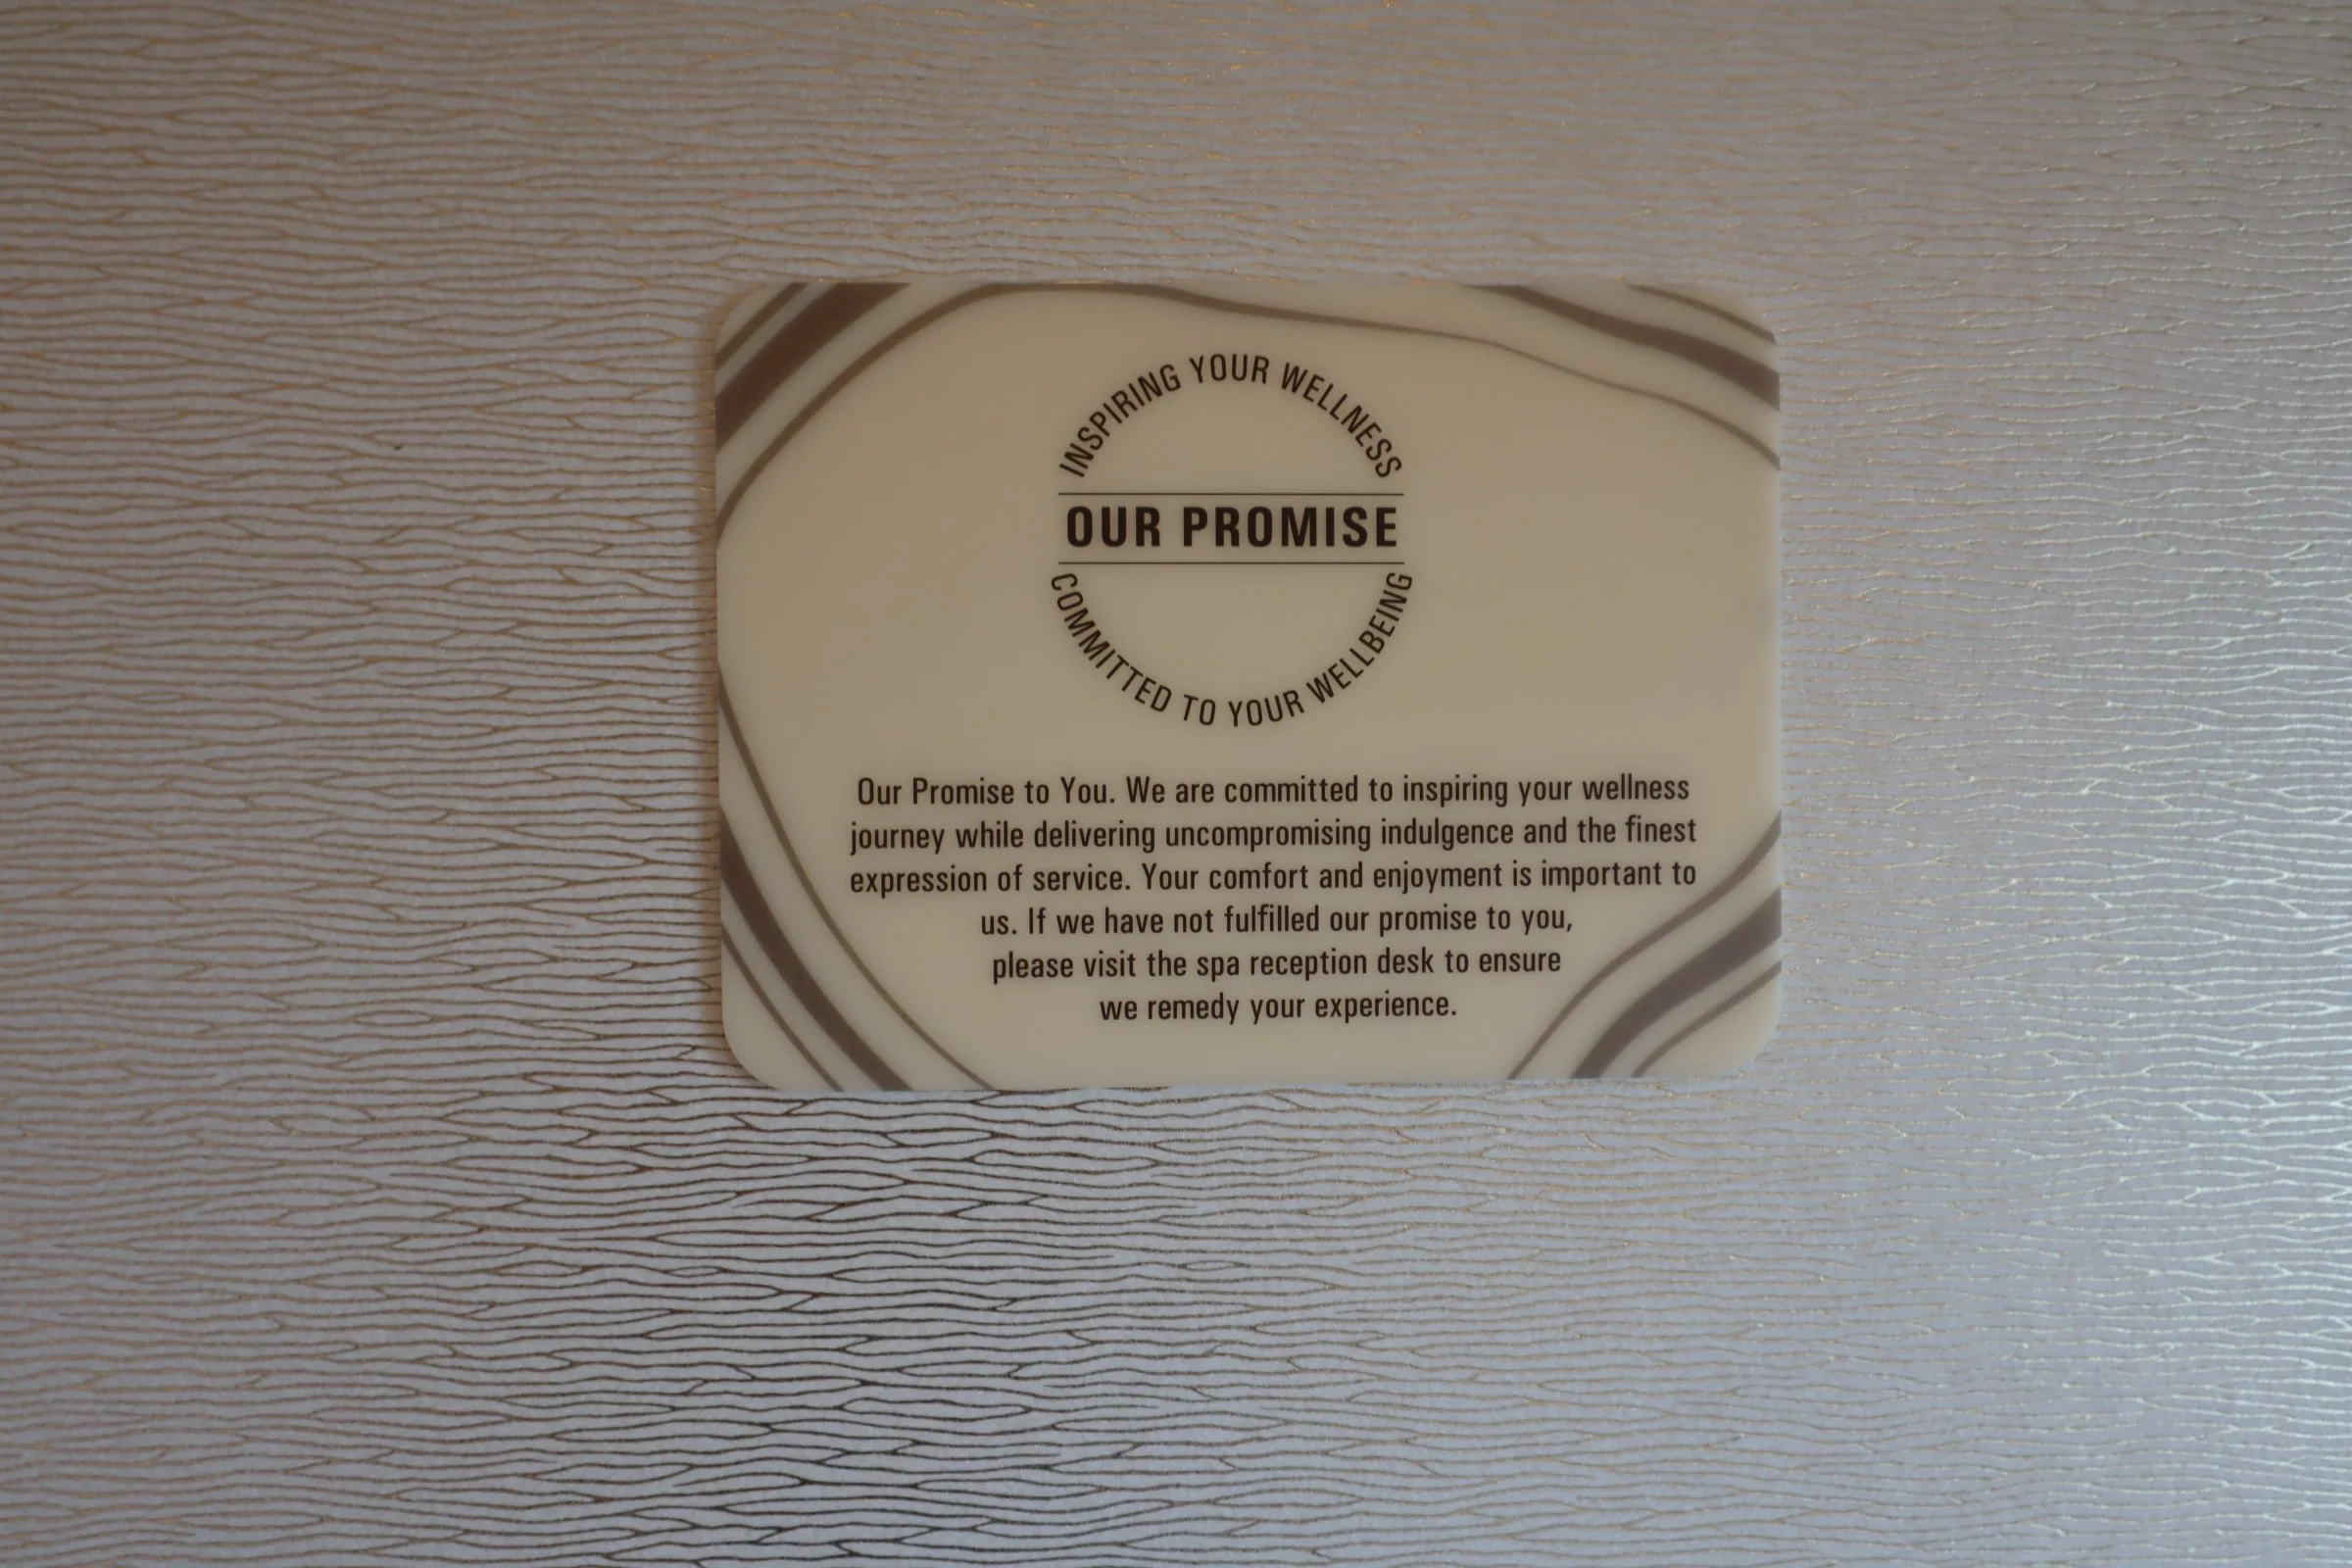 INSPIRING YOUR WELLNESS
OUR PROMISE
COMMITTED TO YOUR WELLBEING
Our Promise to You. We are committed to inspiring your wellness
journey while delivering uncompromising indulgence and the finest
expression of service. Your comfort and enjoyment is important to
us. If we have not fulfilled our promise to you,
please visit the spa reception desk to ensure
we remedy your experience.